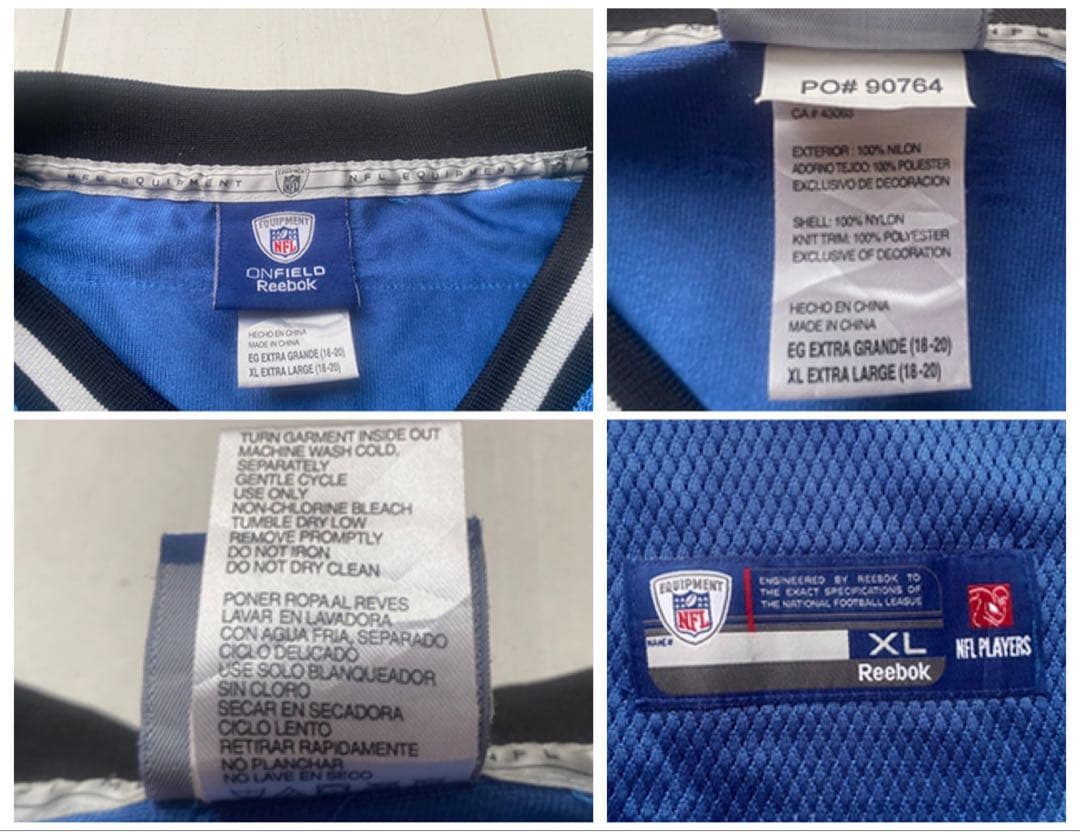 NFL EQUIPMENT NFL NFL EQUIPMENT
EQUIPMENT
NFL
ONFIELD
Reebok
HECHO EN CHINA
MADE IN CHINA
EG EXTRA GRANDE (18-20)
XL EXTRA LARGE (18-20)
PO# 90764
CA# 43063
EXTERIOR : 100% NILON
ADORNO TEJIDO: 100% POLIESTER
EXCLUSIVO DE DECORACION
SHELL: 100% NYLON
KNIT TRIM: 100% POLYESTER
EXCLUSIVE OF DECORATION
HECHO EN CHINA
MADE IN CHINA
EG EXTRA GRANDE (18-20)
XL EXTRA LARGE (18-20)
TURN GARMENT INSIDE OUT
MACHINE WASH COLD,
SEPARATELY
GENTLE CYCLE
USE ONLY
NON-CHLORINE BLEACH
TUMBLE DRY LOW
REMOVE PROMPTLY
DO NOT IRON
DO NOT DRY CLEAN
PONER ROPA AL REVES
LAVAR EN LAVADORA
CON AGUA FRIA, SEPARADO
CICLO DELICADO
USE SOLO BLANQUEADOR
SIN CLORO
SECAR EN SECADORA
CICLO LENTO
RETIRAR RAPIDAMENTE
NO PLANCHAR
NO LAVE EN SECO
EQUIPMENT
NFL
ENGINEERED BY REEBOK TO
THE EXACT SPECIFICATIONS OF
THE NATIONAL FOOTBALL LEAGUE
XL
Reebok
NFL PLAYERS